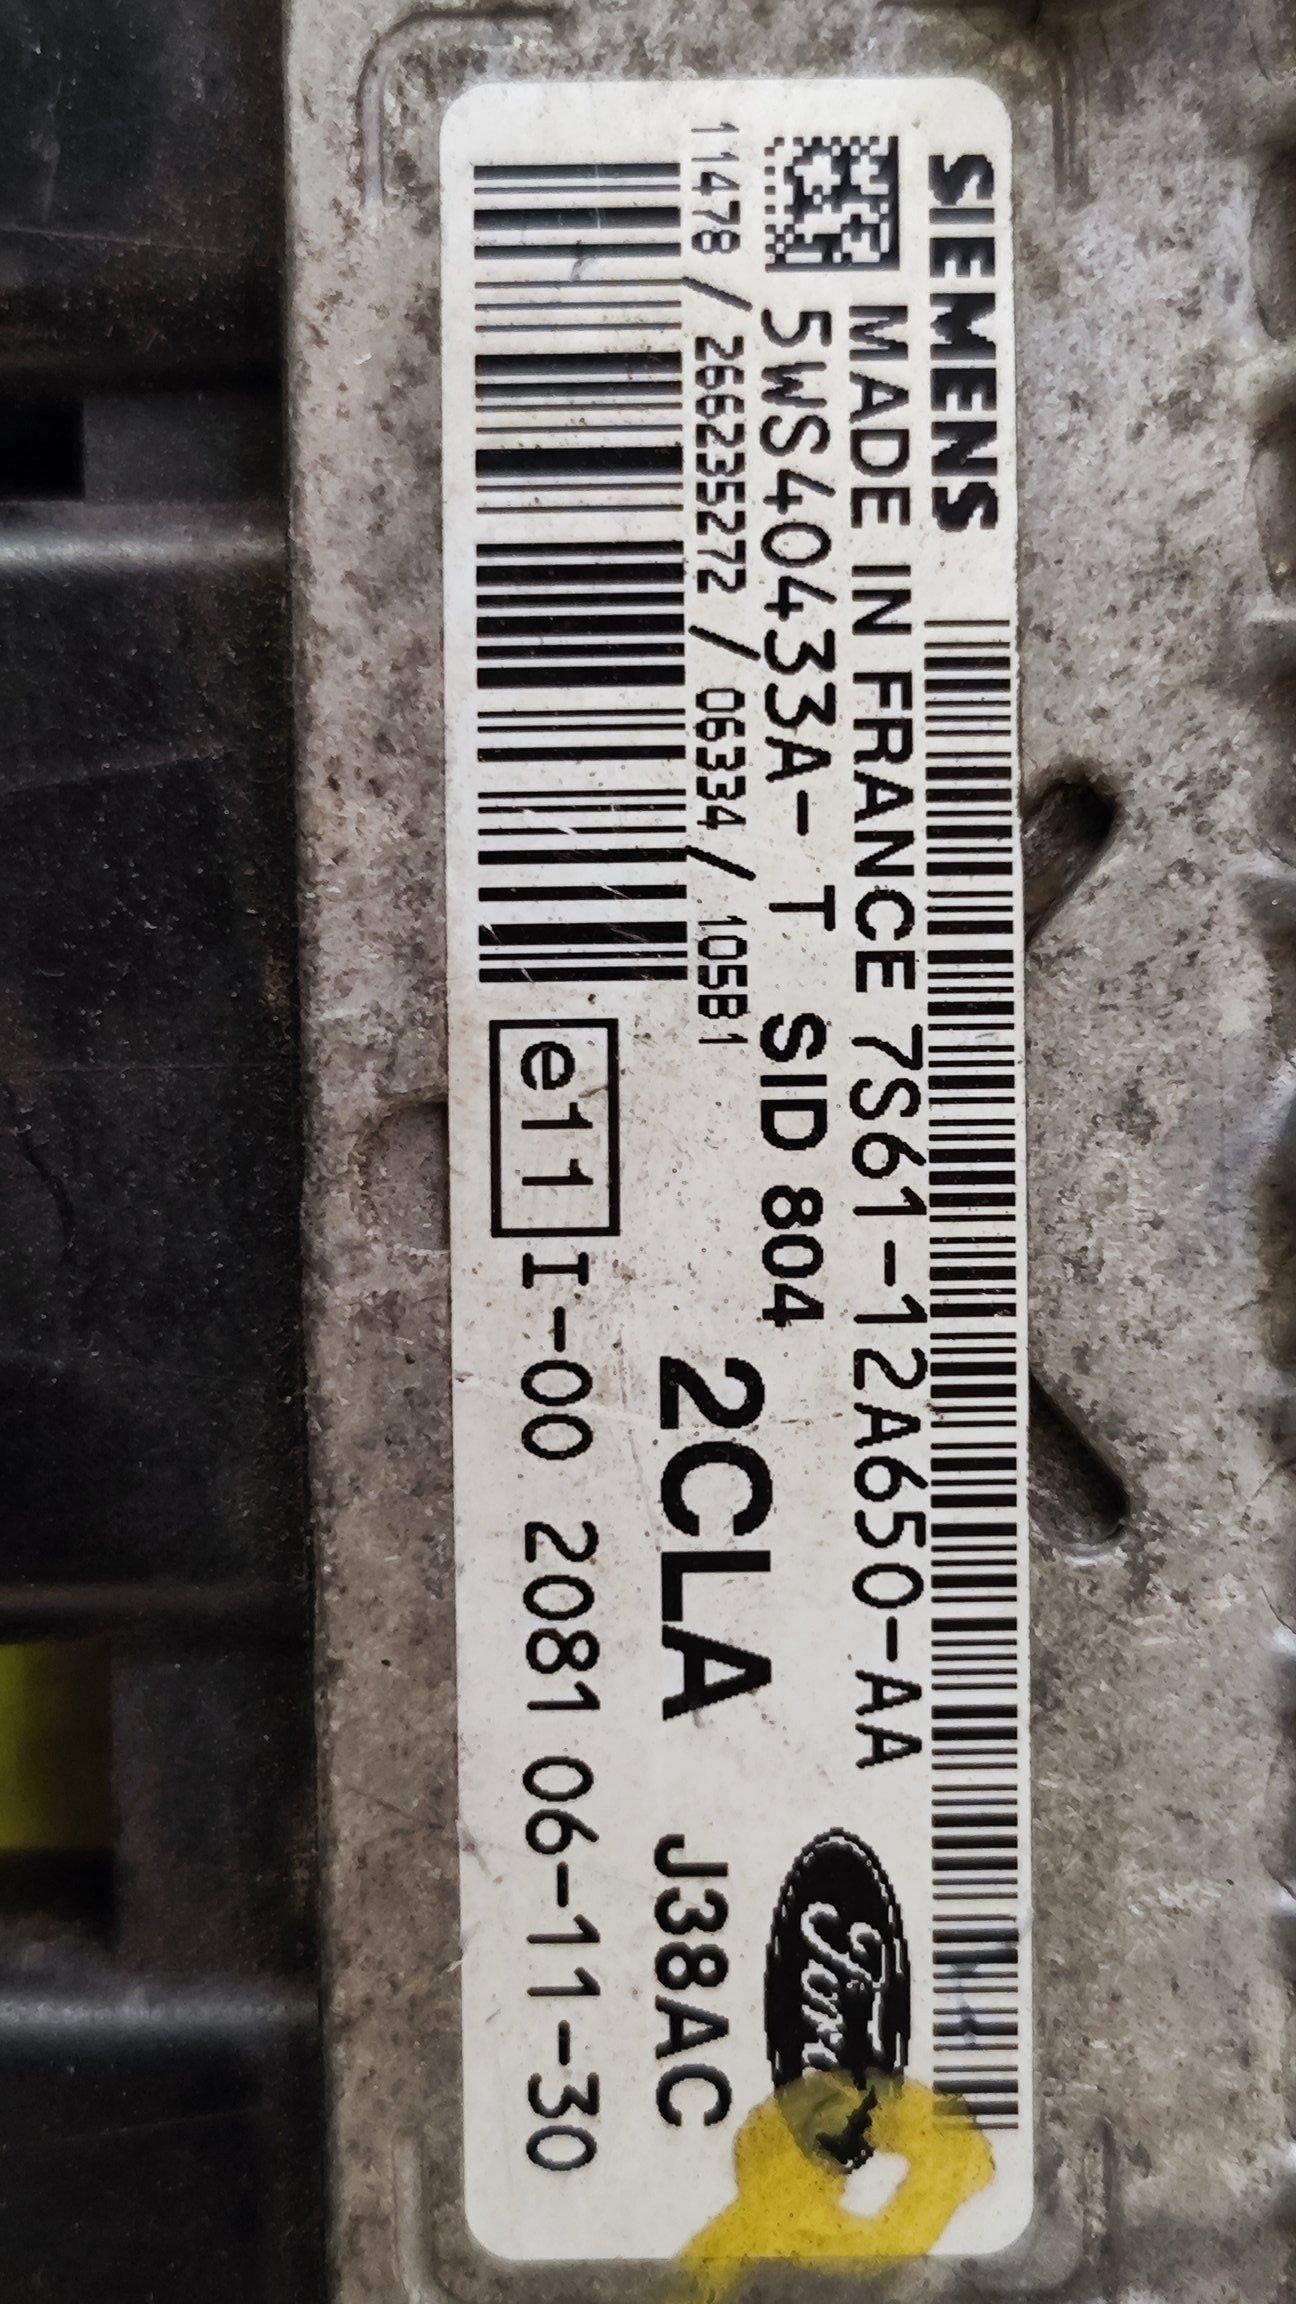 SIEMENS
MADE IN FRANCE 7S61-12A650-AA
Ford
5WS40433A-T SID 804
11478 / 266235272 / 06334 / 105B1
2CLA J38AC
e11 I-00 2081 06-11-30